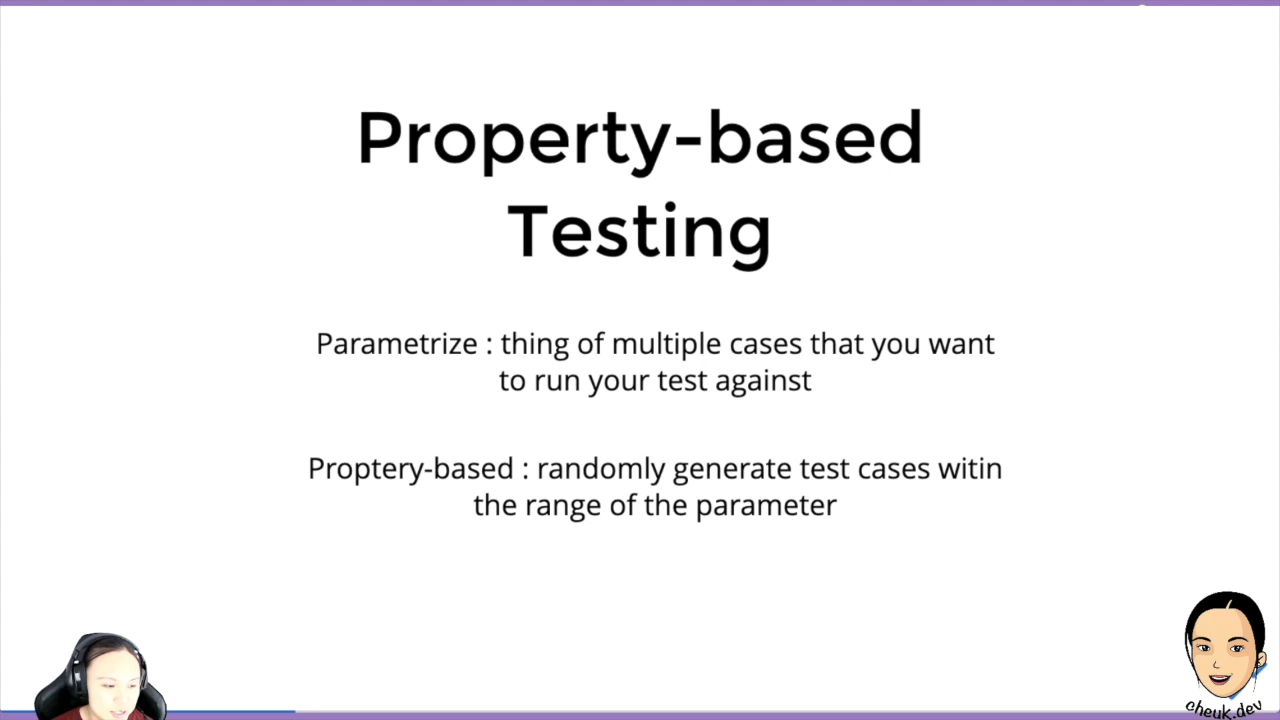 Property-based
Testing
Parametrize : thing of multiple cases that you want
to run your test against
Proptery-based : randomly generate test cases witin
the range of the parameter
cheuk.dev